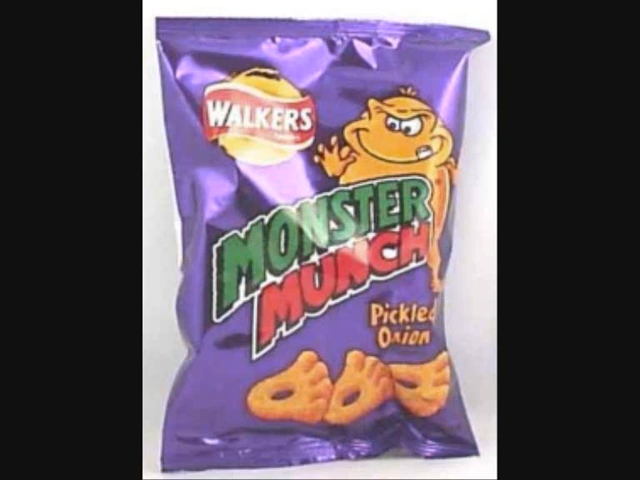 WALKERS
MONSTER
MUNCH
Pickled
Onion